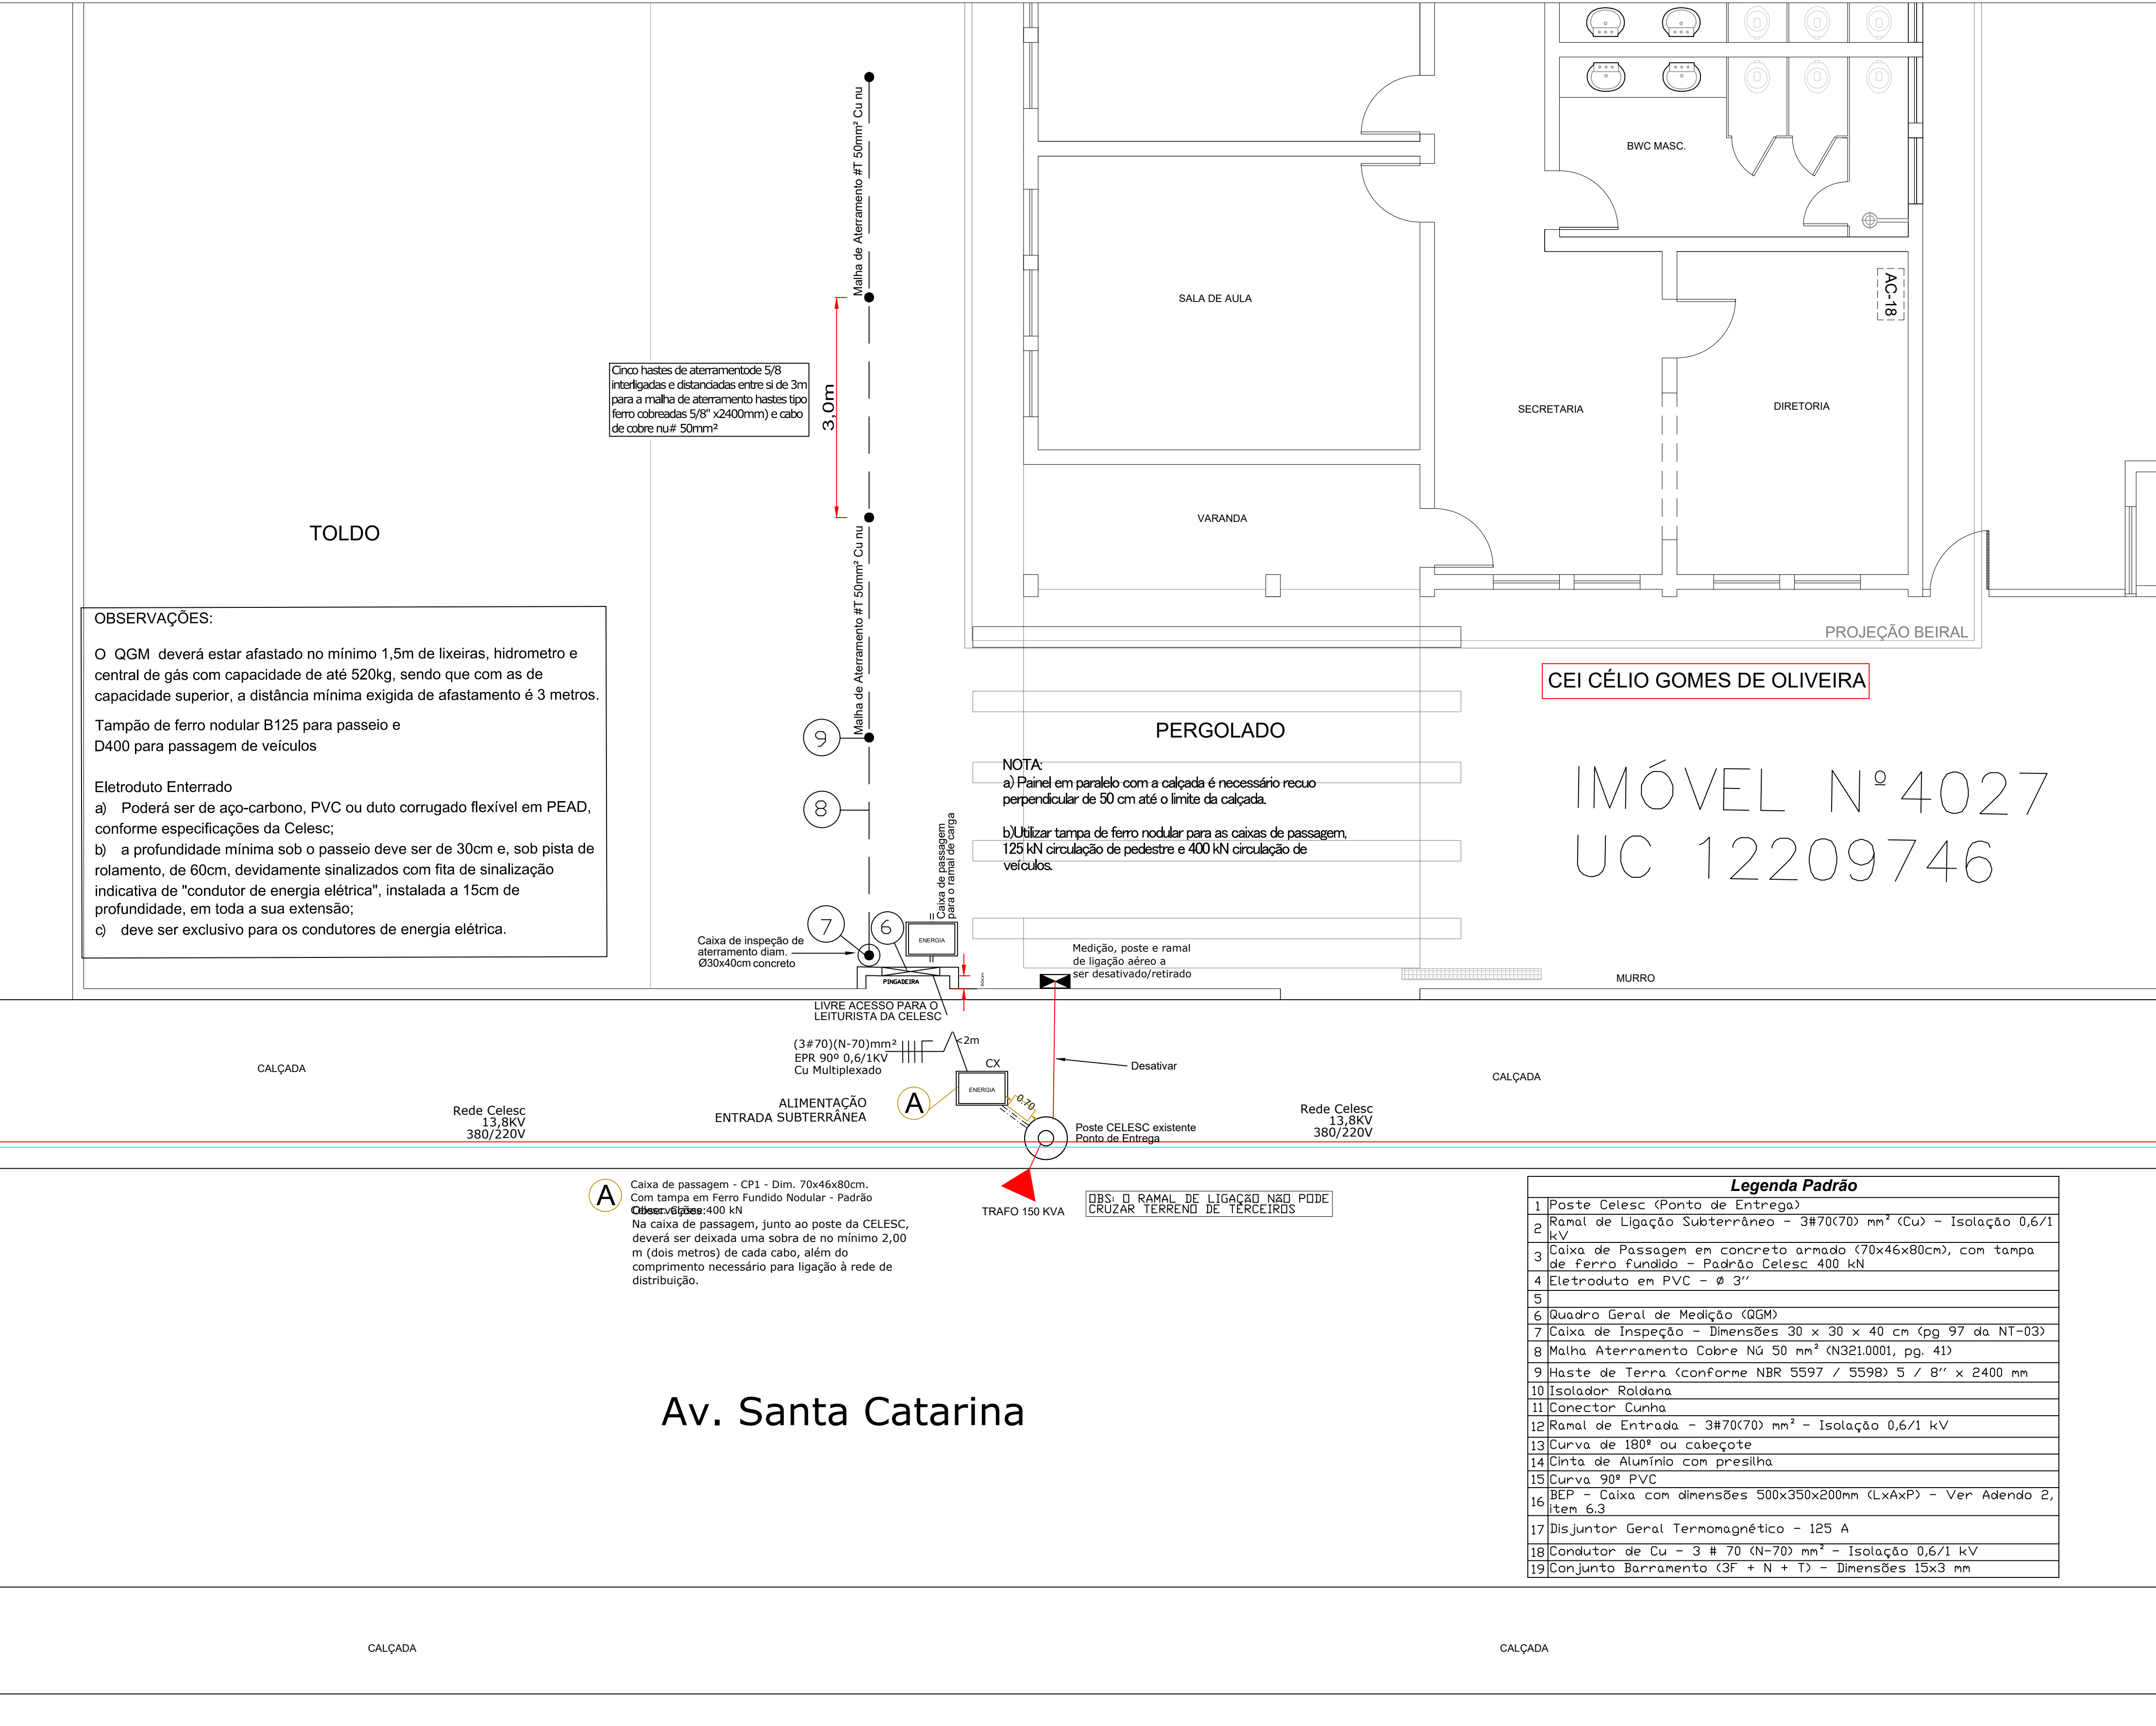 BWC MASC.
AC-18
SALA DE AULA
SECRETARIA
DIRETORIA
VARANDA
PROJEÇÃO BEIRAL
Malha de Aterramento #T 50mm² Cu nu
Cinco hastes de aterramentode 5/8
interligadas e distanciadas entre si de 3m
para a malha de aterramento hastes tipo
ferro cobreadas 5/8" x2400mm) e cabo
de cobre nu# 50mm²
3,0m
Malha de Aterramento #T 50mm² Cu nu
TOLDO
OBSERVAÇÕES:
O QGM deverá estar afastado no mínimo 1,5m de lixeiras, hidrometro e
central de gás com capacidade de até 520kg, sendo que com as de
capacidade superior, a distância mínima exigida de afastamento é 3 metros.
Tampão de ferro nodular B125 para passeio e
D400 para passagem de veículos
Eletroduto Enterrado
a) Poderá ser de aço-carbono, PVC ou duto corrugado flexível em PEAD,
conforme especificações da Celesc;
b) a profundidade mínima sob o passeio deve ser de 30cm e, sob pista de
rolamento, de 60cm, devidamente sinalizados com fita de sinalização
indicativa de "condutor de energia elétrica", instalada a 15cm de
profundidade, em toda a sua extensão;
c) deve ser exclusivo para os condutores de energia elétrica.
9
8
7
6
Caixa de passagem
para o ramal de carga
ENERGIA
Caixa de inspeção de
aterramento diam.
Ø30x40cm concreto
PINGADEIRA
50cm
PERGOLADO
NOTA:
a) Painel em paralelo com a calçada é necessário recuo
perpendicular de 50 cm até o limite da calçada.
b)Utilizar tampa de ferro nodular para as caixas de passagem,
125 kN circulação de pedestre e 400 kN circulação de
veículos.
CEI CÉLIO GOMES DE OLIVEIRA
IMÓVEL Nº4027
UC 12209746
Medição, poste e ramal
de ligação aéreo a
ser desativado/retirado
MURRO
LIVRE ACESSO PARA O
LEITURISTA DA CELESC
(3#70)(N-70)mm²
EPR 90º 0,6/1KV
Cu Multiplexado
<2m
CX
ENERGIA
Desativar
CALÇADA
CALÇADA
A
0.70
ALIMENTAÇÃO
ENTRADA SUBTERRÂNEA
Rede Celesc
13,8KV
380/220V
Rede Celesc
13,8KV
380/220V
Poste CELESC existente
Ponto de Entrega
TRAFO 150 KVA
OBS: O RAMAL DE LIGAÇÃO NÃO PODE
CRUZAR TERRENO DE TERCEIROS
A
Caixa de passagem - CP1 - Dim. 70x46x80cm.
Com tampa em Ferro Fundido Nodular - Padrão
Celesc. Classe 400 kN
Observações:
Na caixa de passagem, junto ao poste da CELESC,
deverá ser deixada uma sobra de no mínimo 2,00
m (dois metros) de cada cabo, além do
comprimento necessário para ligação à rede de
distribuição.
Av. Santa Catarina
Legenda Padrão
1 Poste Celesc (Ponto de Entrega)
2 Ramal de Ligação Subterrâneo - 3#70(70) mm² (Cu) - Isolação 0,6/1
kV
3 Caixa de Passagem em concreto armado (70x46x80cm), com tampa
de ferro fundido - Padrão Celesc 400 kN
4 Eletroduto em PVC - Ø 3''
5
6 Quadro Geral de Medição (QGM)
7 Caixa de Inspeção - Dimensões 30 x 30 x 40 cm (pg 97 da NT-03)
8 Malha Aterramento Cobre Nú 50 mm² (N321.0001, pg. 41)
9 Haste de Terra (conforme NBR 5597 / 5598) 5 / 8'' x 2400 mm
10 Isolador Roldana
11 Conector Cunha
12 Ramal de Entrada - 3#70(70) mm² - Isolação 0,6/1 kV
13 Curva de 180º ou cabeçote
14 Cinta de Alumínio com presilha
15 Curva 90º PVC
16 BEP - Caixa com dimensões 500x350x200mm (LxAxP) - Ver Adendo 2,
item 6.3
17 Disjuntor Geral Termomagnético - 125 A
18 Condutor de Cu - 3 # 70 (N-70) mm² - Isolação 0,6/1 kV
19 Conjunto Barramento (3F + N + T) - Dimensões 15x3 mm
CALÇADA
CALÇADA